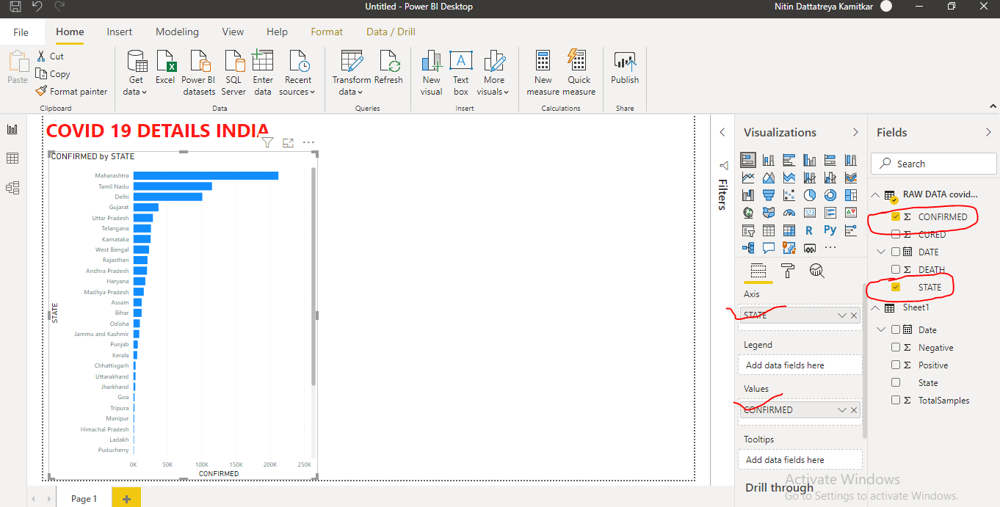 Untitled - Power BI Desktop
Nitin Dattatreya Kamitkar
File Home Insert Modeling View Help Format Data / Drill
Paste
Cut
Copy
Format painter
Clipboard
Get data
Excel
Power BI datasets
SQL Server
Enter data
Recent sources
Data
Transform data
Refresh
Queries
New visual
Text box
More visuals
Insert
New measure
Quick measure
Calculations
Publish
Share
COVID 19 DETAILS INDIA
CONFIRMED by STATE
STATE
Maharashtra
Tamil Nadu
Delhi
Gujarat
Uttar Pradesh
Telangana
Karnataka
West Bengal
Rajasthan
Andhra Pradesh
Haryana
Madhya Pradesh
Assam
Bihar
Odisha
Jammu and Kashmir
Punjab
Kerala
Chhattisgarh
Uttarakhand
Jharkhand
Goa
Tripura
Manipur
Himachal Pradesh
Ladakh
Puducherry
0K 50K 100K 150K 200K 250K
CONFIRMED
Filters
Visualizations
123
R
Py
Axis
STATE
Legend
Add data fields here
Values
CONFIRMED
Tooltips
Add data fields here
Drill through
Fields
Search
RAW DATA covid...
CONFIRMED
CURED
DATE
DEATH
STATE
Sheet1
Date
Negative
Positive
State
TotalSamples
Activate Windows
Go to Settings to activate Windows.
Page 1